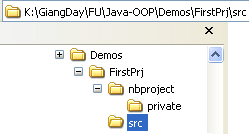 K:\GiangDay\FU\Java-OOP\Demos\FirstPrj\src
Demos
FirstPrj
nbproject
private
src